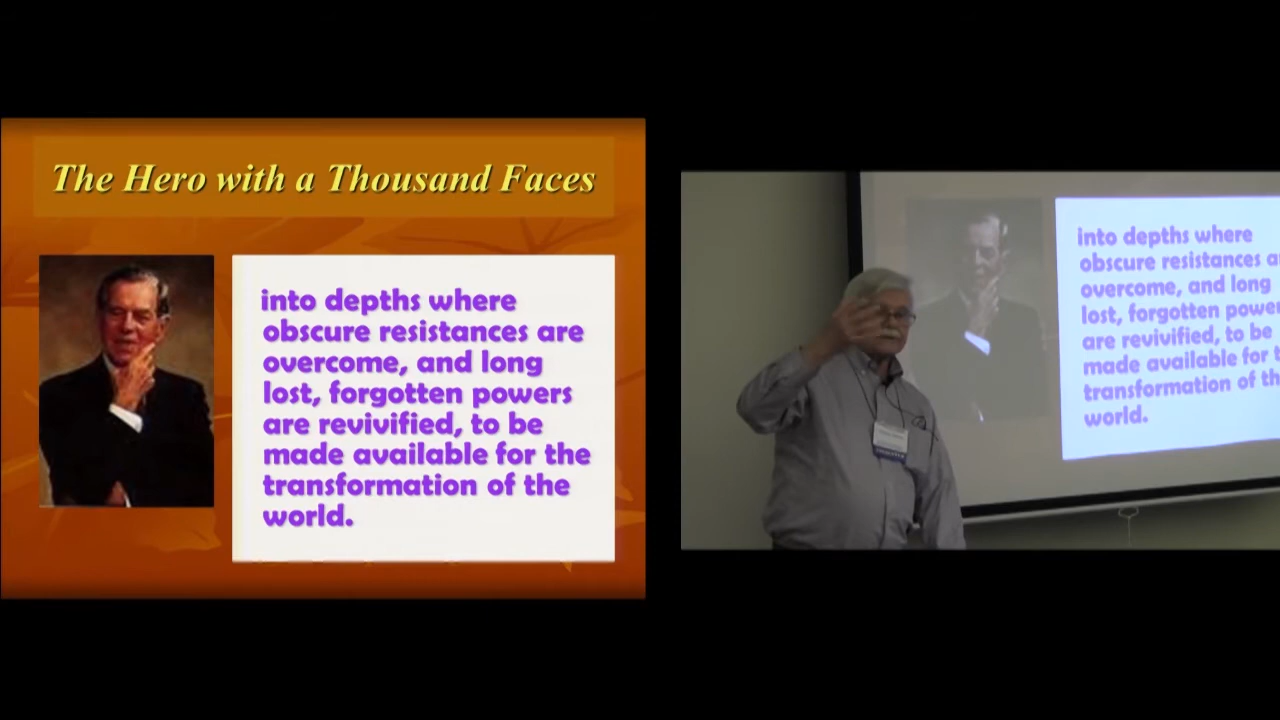 The Hero with a Thousand Faces
into depths where
obscure resistances are
overcome, and long
lost, forgotten powers
are revivified, to be
made available for the
transformation of the
world.
into depths where
obscure resistances
overcome, and long
lost, forgotten
are revivified, to be
made available for
transformation of
world.